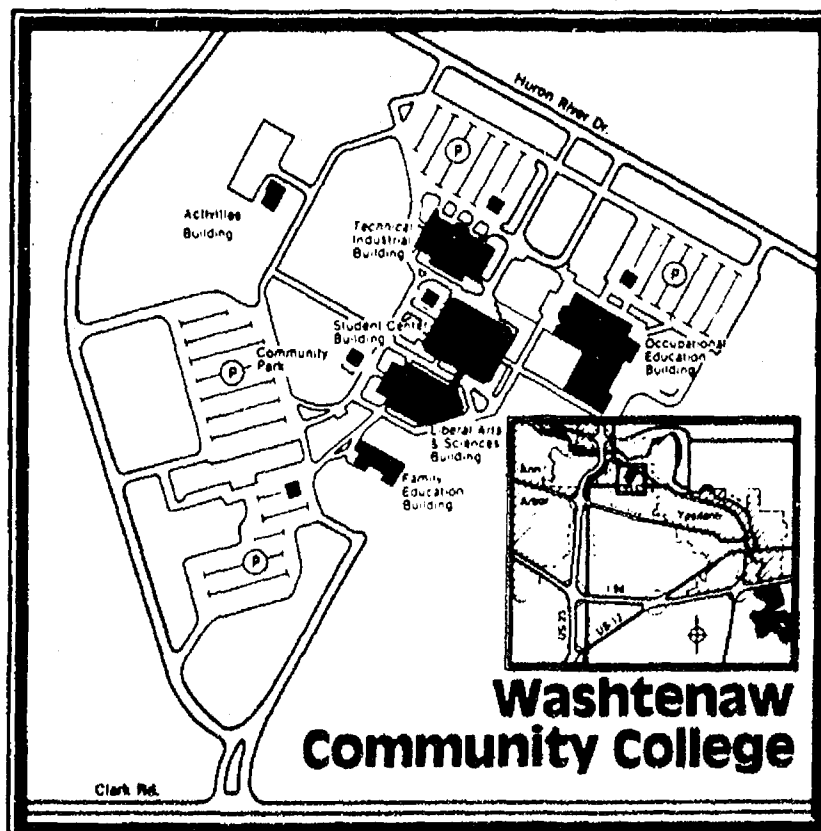 Huron River Dr.
P
Activities
Building
Technical
Industrial
Building
P
Student Center
Building
Community
Park
P
Occupational
Education
Building
Liberal Arts
& Sciences
Building
Family
Education
Building
P
Ann
Arbor
Ypsilanti
I 94
US 23
US-12
Washtenaw
Community College
Clark Rd.